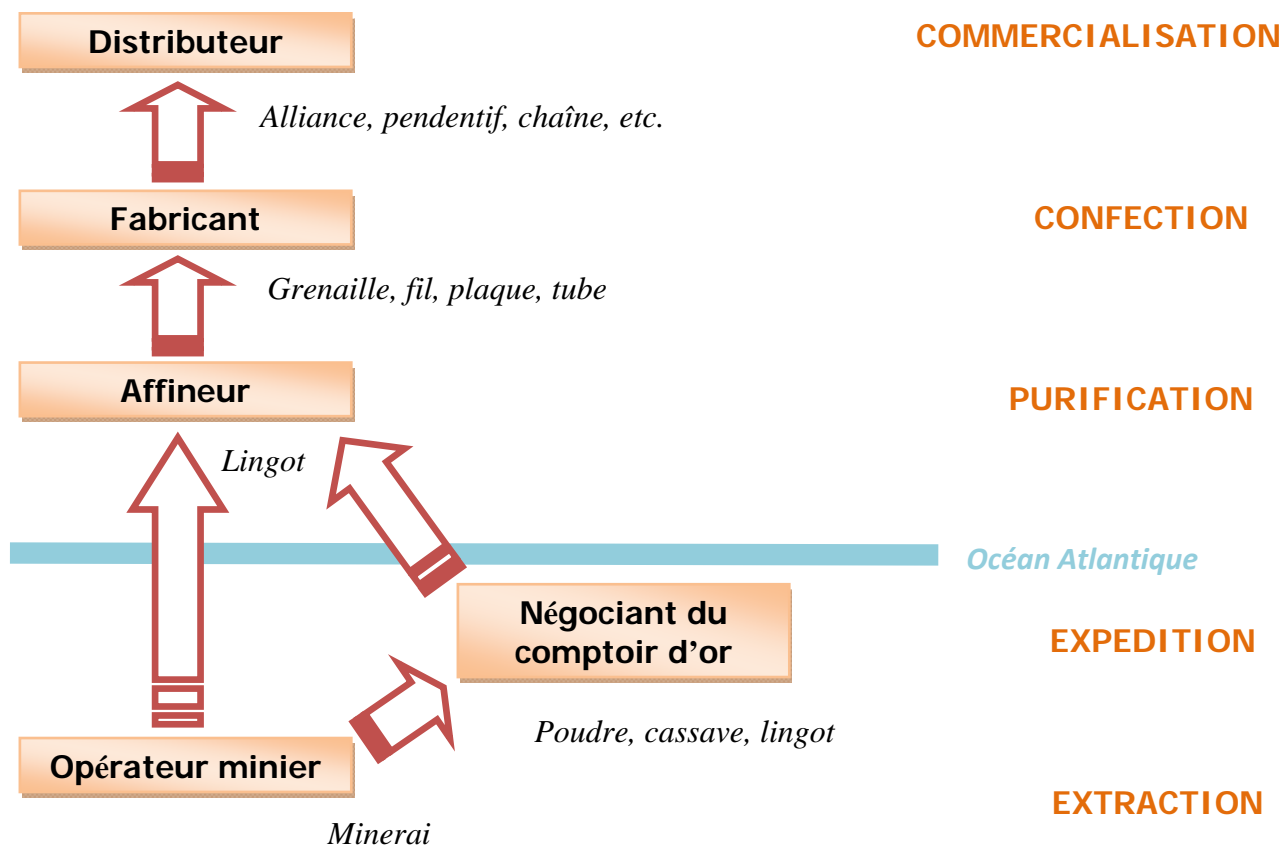 Distributeur
COMMERCIALISATION
Alliance, pendentif, chaîne, etc.
Fabricant
CONFECTION
Grenaille, fil, plaque, tube
Affineur
PURIFICATION
Lingot
Océan Atlantique
Négociant du
comptoir d’or
EXPEDITION
Poudre, cassave, lingot
Opérateur minier
EXTRACTION
Minerai